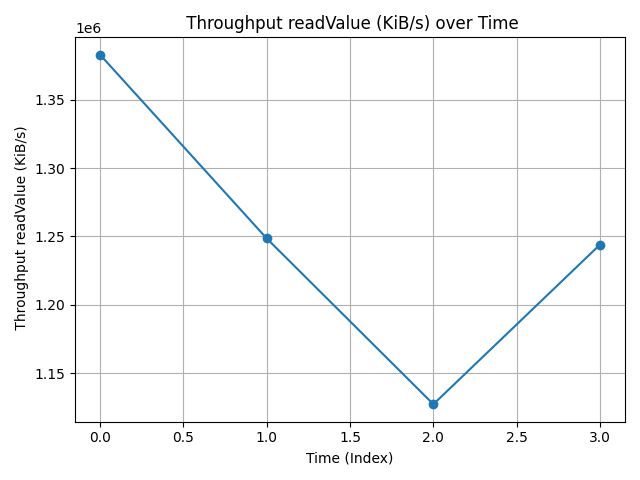 Throughput readValue (KiB/s) over Time
1e6
1.35
1.30
1.25
1.20
1.15
Throughput readValue (KiB/s)
0.0 0.5 1.0 1.5 2.0 2.5 3.0
Time (Index)